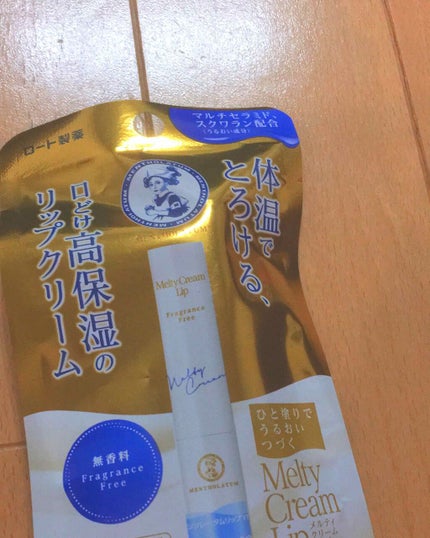 ロート製薬
マルチセラミド、
スクワラン配合
(うるおい成分)
体温で
とろける、
口どけ高保湿の
リップクリーム
MENTHOLATUM
Melty Cream
Lip
Fragrance
Free
Melty
Cream
MENTHOLATUM
無香料
Fragrance
Free
ひと塗りで
うるおい
つづく
Melty
Cream
Lip
メルティ
クリーム